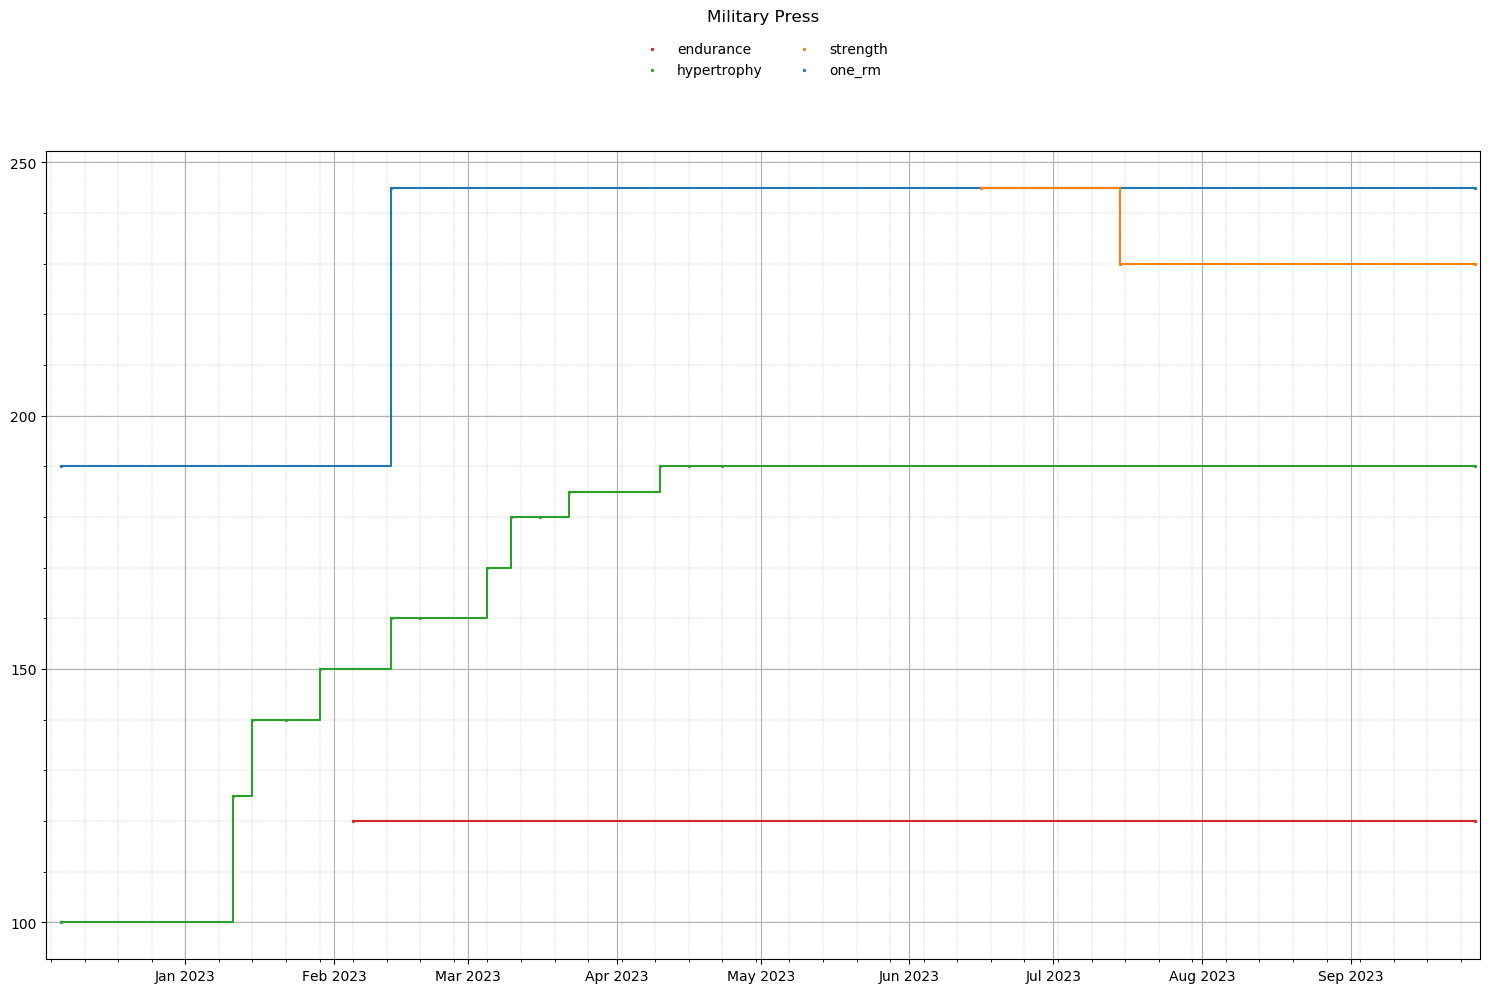 Military Press
endurance strength
hypertrophy one_rm
250
200
150
100
Jan 2023 Feb 2023 Mar 2023 Apr 2023 May 2023 Jun 2023 Jul 2023 Aug 2023 Sep 2023